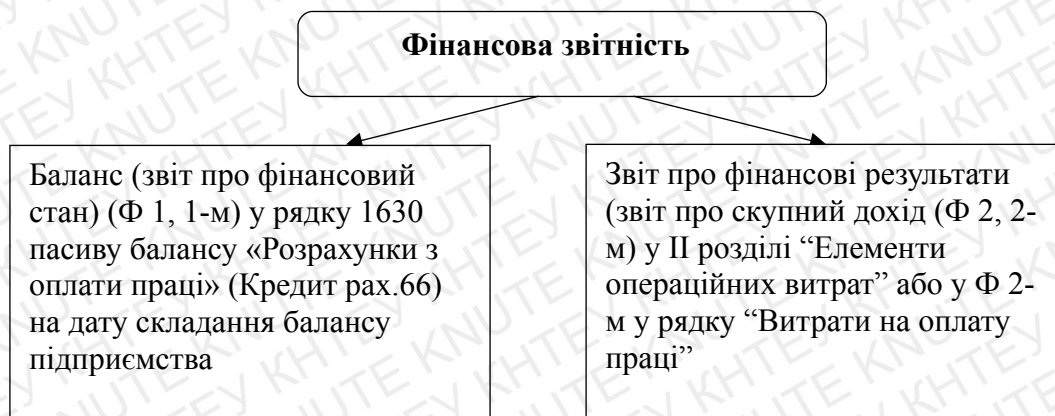 Фінансова звітність
Баланс (звіт про фінансовий
стан) (Ф 1, 1-м) у рядку 1630
пасиву балансу «Розрахунки з
оплати праці» (Кредит рах.66)
на дату складання балансу
підприємства
Звіт про фінансові результати
(звіт про скупний дохід (Ф 2, 2-
м) у ІІ розділі “Елементи
операційних витрат” або у Ф 2-
м у рядку “Витрати на оплату
праці”